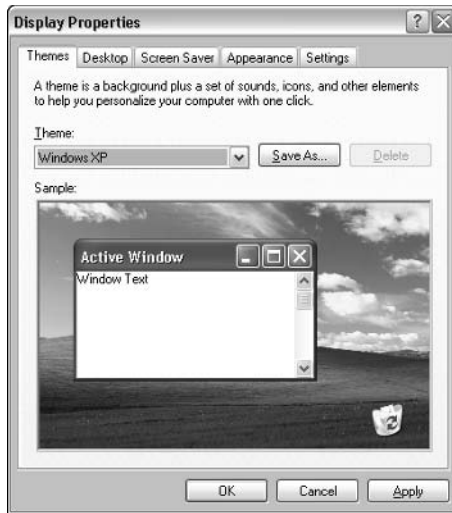 Display Properties
Themes Desktop Screen Saver Appearance Settings
A theme is a background plus a set of sounds, icons, and other elements
to help you personalize your computer with one click.
Theme:
Windows XP Save As... Delete
Sample:
Active Window
Window Text
OK Cancel Apply